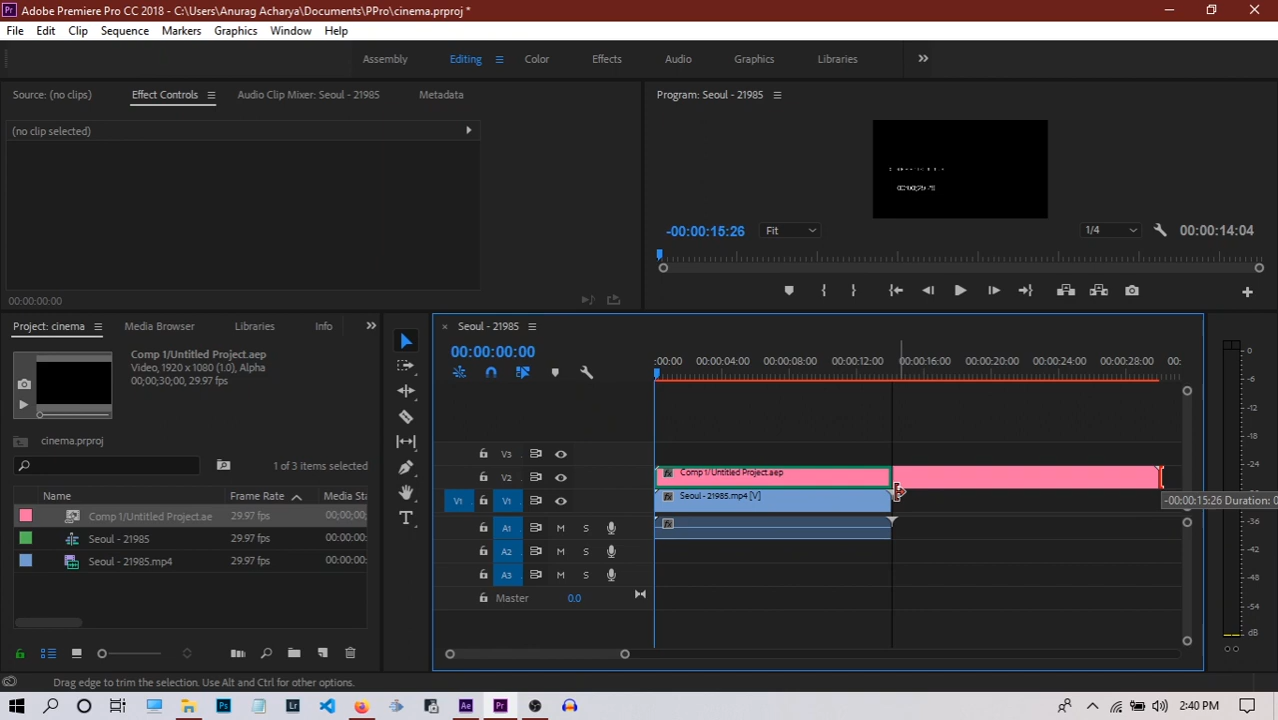 Adobe Premiere Pro CC 2018 - C:\Users\Anurag Acharya\Documents\PPro\cinema.prproj *
File Edit Clip Sequence Markers Graphics Window Help
Assembly Editing Color Effects Audio Graphics Libraries
Source: (no clips) Effect Controls Audio Clip Mixer: Seoul - 21985 Metadata
(no clip selected)
00:00:00:00
Program: Seoul - 21985
-00:00:15:26 Fit 1/4 00:00:14:04
Project: cinema Media Browser Libraries Info
Comp 1/Untitled Project.aep
Video, 1920 x 1080 (1.0), Alpha
00;00;30;00, 29.97 fps
cinema.prproj
1 of 3 items selected
Name Frame Rate Media St
Comp 1/Untitled Project.ae 29.97 fps 00;00;00;
Seoul - 21985 29.97 fps 00:00:00:
Seoul - 21985.mp4 29.97 fps 00:00:00:
Seoul - 21985
00:00:00:00
:00:00 00:00:04:00 00:00:08:00 00:00:12:00 00:00:16:00 00:00:20:00 00:00:24:00 00:00:28:00 00:
V3
V2 Comp 1/Untitled Project.aep
V1 V1 Seoul - 21985.mp4 [V]
-00:00:15:26 Duration: 0
A1 M S
A2 M S
A3 M S
Master 0.0
0
-6
-12
-18
-24
-30
-36
-42
-48
-54
dB
Drag edge to trim the selection. Use Alt and Ctrl for other options.
Ps Lr Ae Pr 2:40 PM